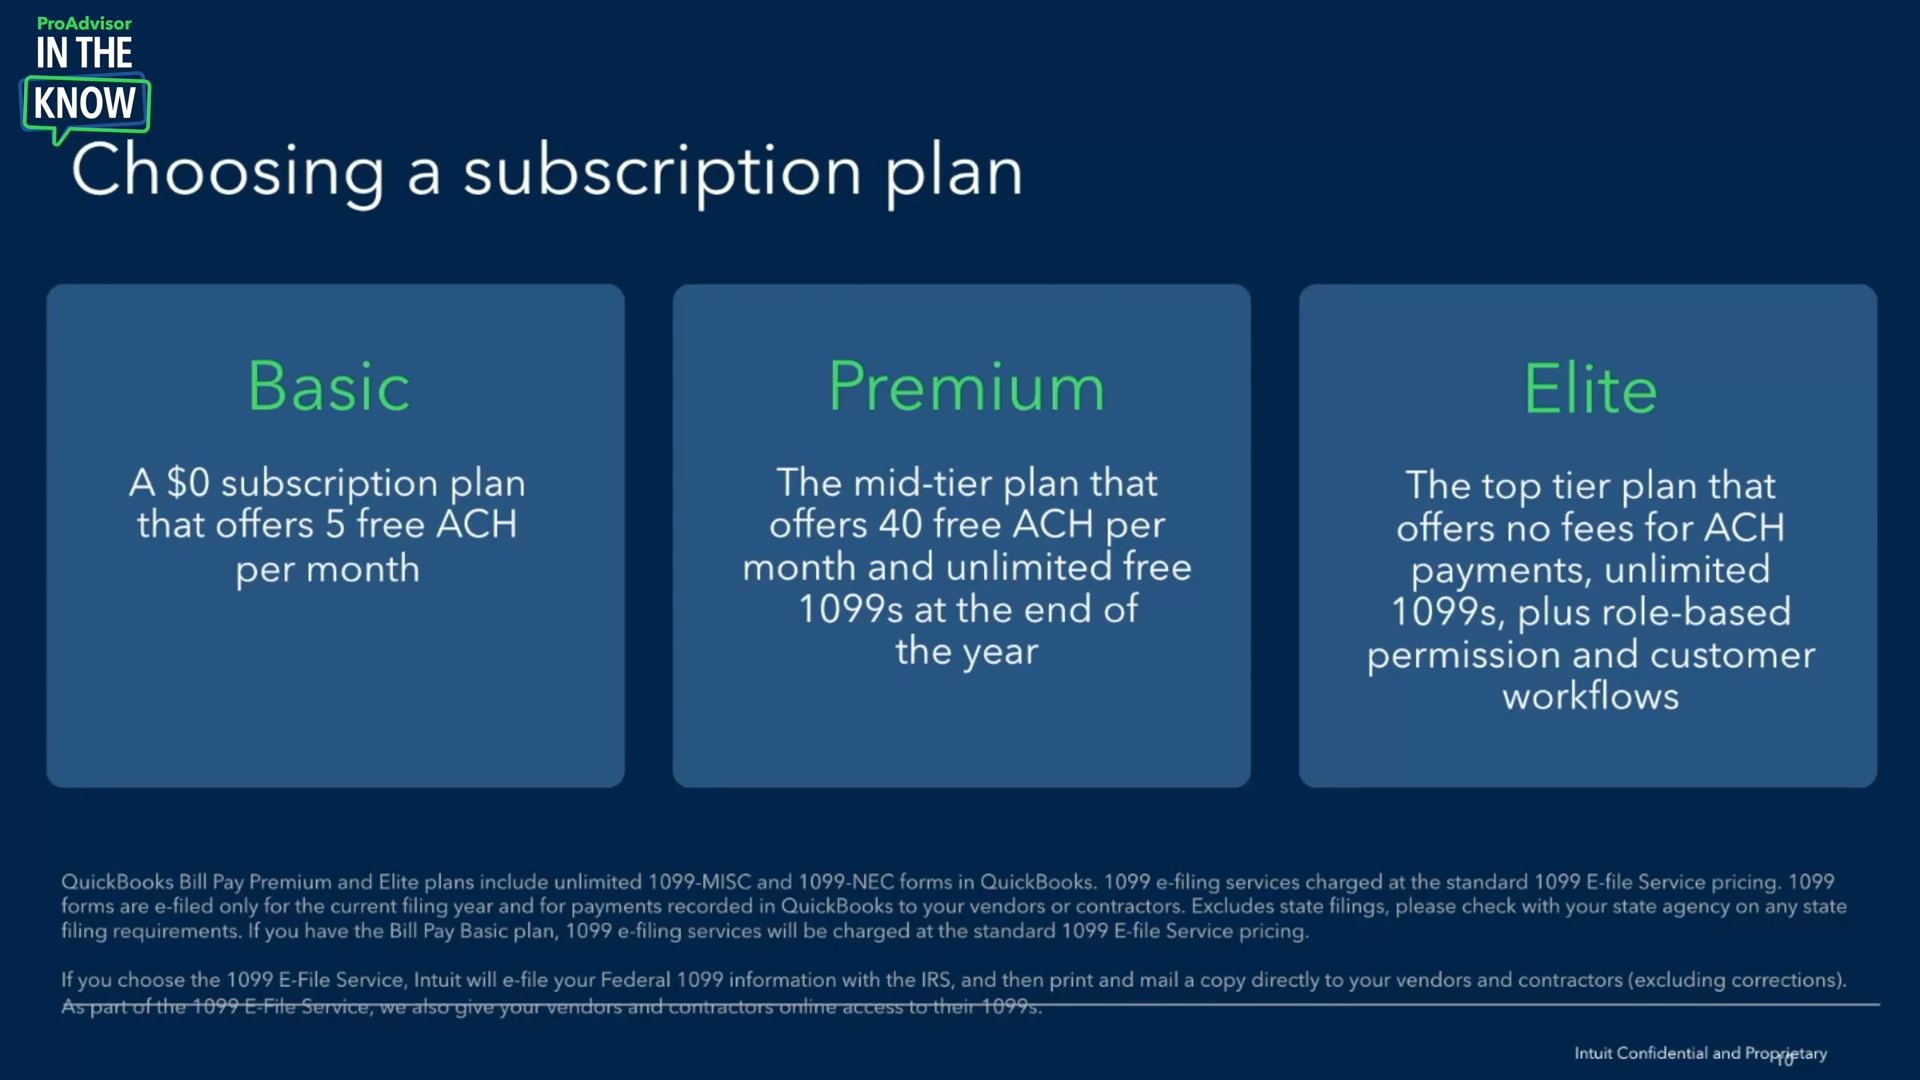 ProAdvisor
IN THE
KNOW
Choosing a subscription plan
Basic
A $0 subscription plan
that offers 5 free ACH
per month
Premium
The mid-tier plan that
offers 40 free ACH per
month and unlimited free
1099s at the end of
the year
Elite
The top tier plan that
offers no fees for ACH
payments, unlimited
1099s, plus role-based
permission and customer
workflows
QuickBooks Bill Pay Premium and Elite plans include unlimited 1099-MISC and 1099-NEC forms in QuickBooks. 1099 e-filing services charged at the standard 1099 E-file Service pricing. 1099
forms are e-filed only for the current filing year and for payments recorded in QuickBooks to your vendors or contractors. Excludes state filings, please check with your state agency on any state
filing requirements. If you have the Bill Pay Basic plan, 1099 e-filing services will be charged at the standard 1099 E-file Service pricing.
If you choose the 1099 E-File Service, Intuit will e-file your Federal 1099 information with the IRS, and then print and mail a copy directly to your vendors and contractors (excluding corrections).
As part of the 1099 E-File Service, we also give your vendors and contractors online access to their 1099s.
Intuit Confidential and Proprietary
10